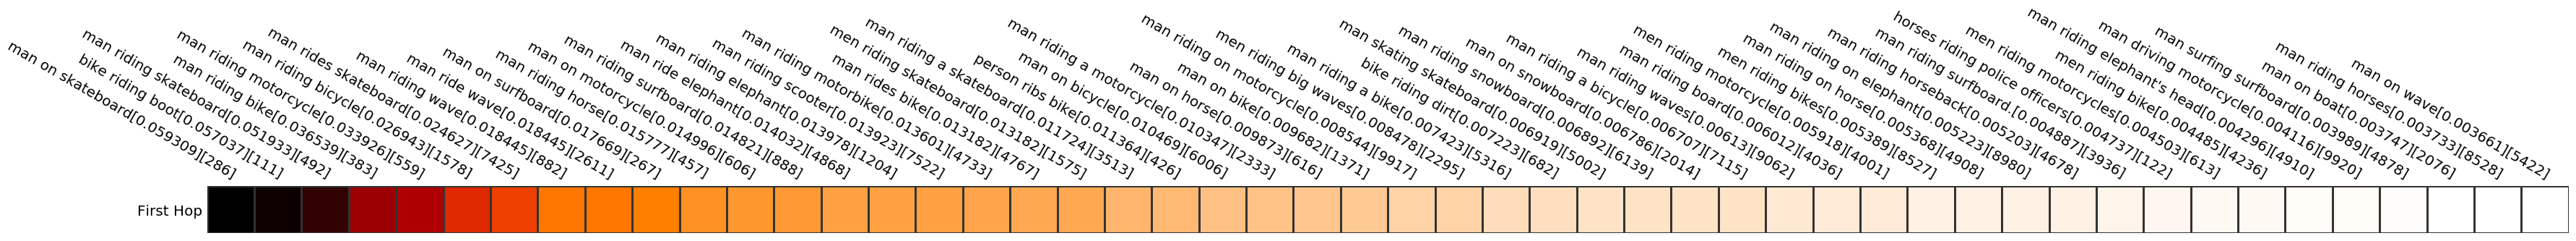 man on skateboard[0.059309][286]
bike riding boot[0.057037][111]
man riding skateboard[0.051933][492]
man riding bike[0.036539][383]
man riding motorcycle[0.033926][559]
man riding bicycle[0.026943][1578]
man rides skateboard[0.024627][7425]
man riding wave[0.018445][882]
man ride wave[0.018445][2611]
man on surfboard[0.017669][267]
man riding horse[0.015777][457]
man on motorcycle[0.014996][606]
man riding surfboard[0.014821][888]
man ride elephant[0.014032][4868]
man riding elephant[0.013978][1204]
man riding scooter[0.013923][7522]
man riding motorbike[0.013601][4733]
man rides bike[0.013182][4767]
men riding skateboard[0.013182][1575]
man riding a skateboard[0.011724][3513]
person ribs bike[0.011364][426]
man on bicycle[0.010469][6006]
man riding a motorcycle[0.010347][2333]
man on horse[0.009873][616]
man on bike[0.009682][1371]
man riding on motorcycle[0.008544][9917]
men riding big waves[0.008478][2295]
man riding a bike[0.007423][5316]
bike riding dirt[0.007223][682]
man skating skateboard[0.006919][5002]
man riding snowboard[0.006892][6139]
man on snowboard[0.006786][2014]
man riding a bicycle[0.006707][7115]
man riding waves[0.00613][9062]
man riding board[0.006012][4036]
men riding motorcycle[0.005918][4001]
men riding bikes[0.005389][8527]
man riding on horse[0.005368][4908]
man riding on elephant[0.005223][8980]
man riding horseback[0.005203][4678]
man riding surfboard [0.004887][3936]
horses riding police officers[0.004737][122]
men riding motorcycles[0.004503][613]
men riding bike[0.004485][4236]
man riding elephant's head[0.004296][4910]
man driving motorcycle[0.004116][9920]
man surfing surfboard[0.003989][4878]
man on boat[0.003747][2076]
man riding horses[0.003733][8528]
man on wave[0.003661][5422]
First Hop